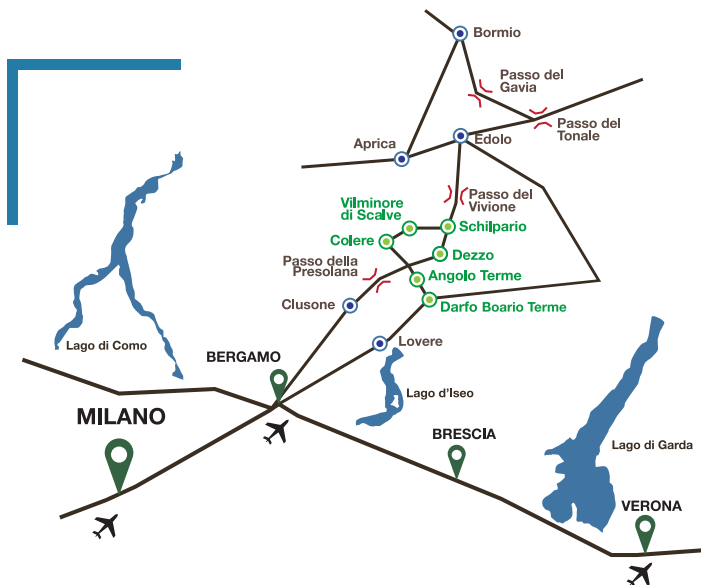 Bormio
Passo del
Gavia
Passo del
Tonale
Aprica
Edolo
Passo del
Vivione
Vilminore
di Scalve
Schilpario
Colere
Dezzo
Passo della
Presolana
Angolo Terme
Clusone
Darfo Boario Terme
Lago di Como
BERGAMO
Lovere
Lago d'Iseo
MILANO
BRESCIA
Lago di Garda
VERONA